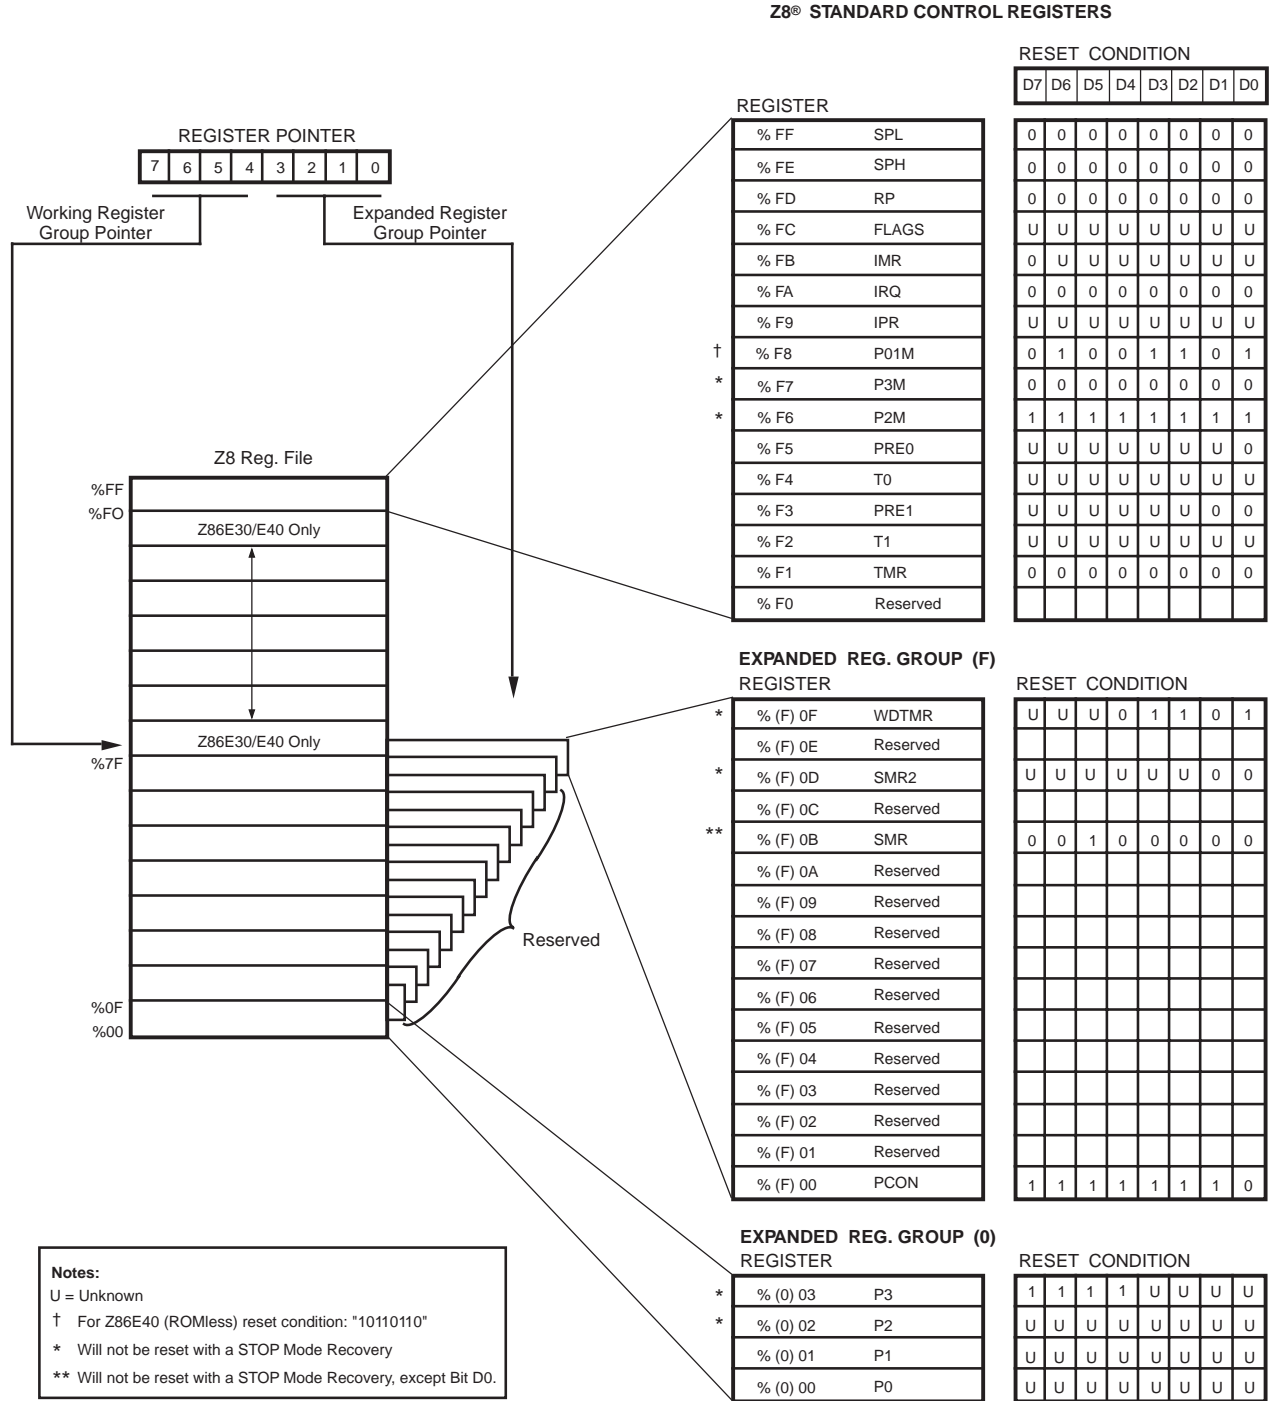 Z8® STANDARD CONTROL REGISTERS
RESET CONDITION
D7 D6 D5 D4 D3 D2 D1 D0
REGISTER
% FF SPL 0 0 0 0 0 0 0 0
% FE SPH 0 0 0 0 0 0 0 0
% FD RP 0 0 0 0 0 0 0 0
% FC FLAGS U U U U U U U U
% FB IMR 0 U U U U U U U
% FA IRQ 0 0 0 0 0 0 0 0
% F9 IPR U U U U U U U U
† % F8 P01M 0 1 0 0 1 1 0 1
* % F7 P3M 0 0 0 0 0 0 0 0
* % F6 P2M 1 1 1 1 1 1 1 1
% F5 PRE0 U U U U U U U 0
% F4 T0 U U U U U U U U
% F3 PRE1 U U U U U U 0 0
% F2 T1 U U U U U U U U
% F1 TMR 0 0 0 0 0 0 0 0
% F0 Reserved
REGISTER POINTER
7 6 5 4 3 2 1 0
Working Register
Group Pointer
Expanded Register
Group Pointer
Z8 Reg. File
%FF
%FO
Z86E30/E40 Only
Z86E30/E40 Only
%7F
Reserved
%0F
%00
EXPANDED REG. GROUP (F)
REGISTER RESET CONDITION
* % (F) 0F WDTMR U U U 0 1 1 0 1
% (F) 0E Reserved
* % (F) 0D SMR2 U U U U U U 0 0
% (F) 0C Reserved
** % (F) 0B SMR 0 0 1 0 0 0 0 0
% (F) 0A Reserved
% (F) 09 Reserved
% (F) 08 Reserved
% (F) 07 Reserved
% (F) 06 Reserved
% (F) 05 Reserved
% (F) 04 Reserved
% (F) 03 Reserved
% (F) 02 Reserved
% (F) 01 Reserved
% (F) 00 PCON 1 1 1 1 1 1 1 0
EXPANDED REG. GROUP (0)
REGISTER RESET CONDITION
* % (0) 03 P3 1 1 1 1 U U U U
* % (0) 02 P2 U U U U U U U U
% (0) 01 P1 U U U U U U U U
% (0) 00 P0 U U U U U U U U
Notes:
U = Unknown
† For Z86E40 (ROMless) reset condition: "10110110"
* Will not be reset with a STOP Mode Recovery
** Will not be reset with a STOP Mode Recovery, except Bit D0.